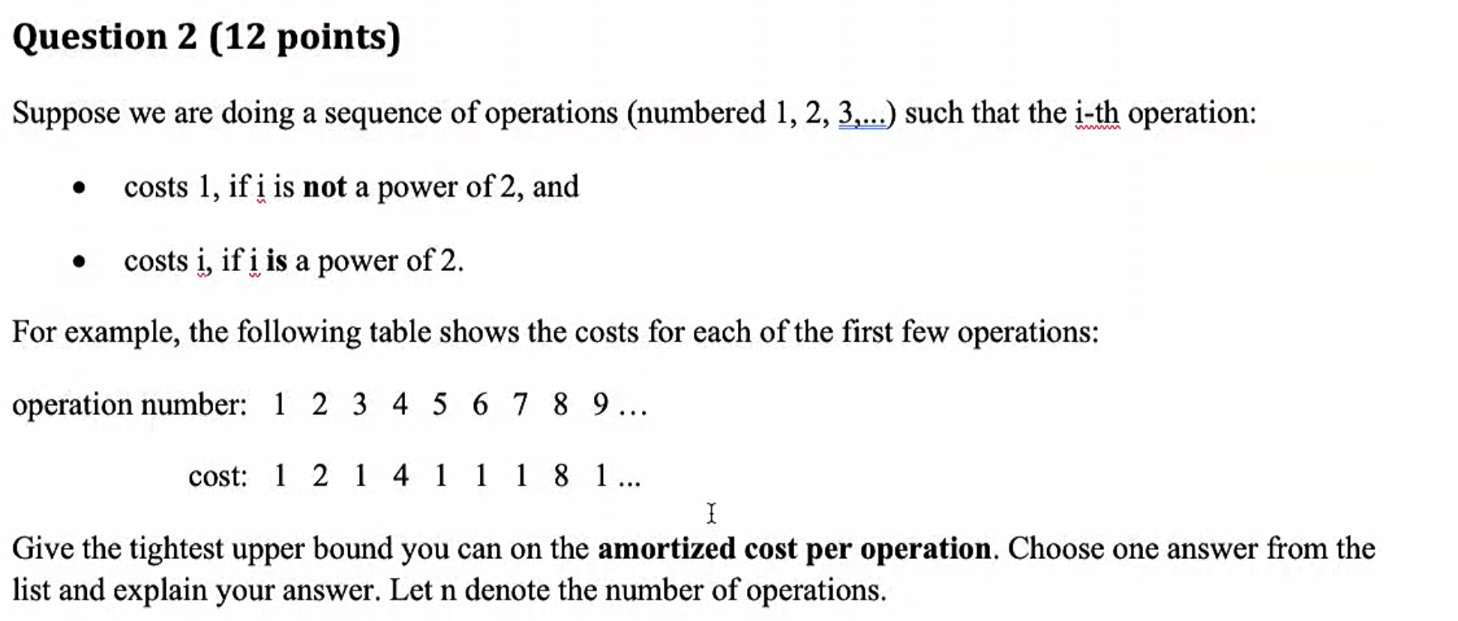 Question 2 (12 points)
Suppose we are doing a sequence of operations (numbered 1, 2, 3,...) such that the i-th operation:
• costs 1, if i is not a power of 2, and
• costs i, if i is a power of 2.
For example, the following table shows the costs for each of the first few operations:
operation number: 1 2 3 4 5 6 7 8 9 ...
cost: 1 2 1 4 1 1 1 8 1 ...
Give the tightest upper bound you can on the amortized cost per operation. Choose one answer from the
list and explain your answer. Let n denote the number of operations.